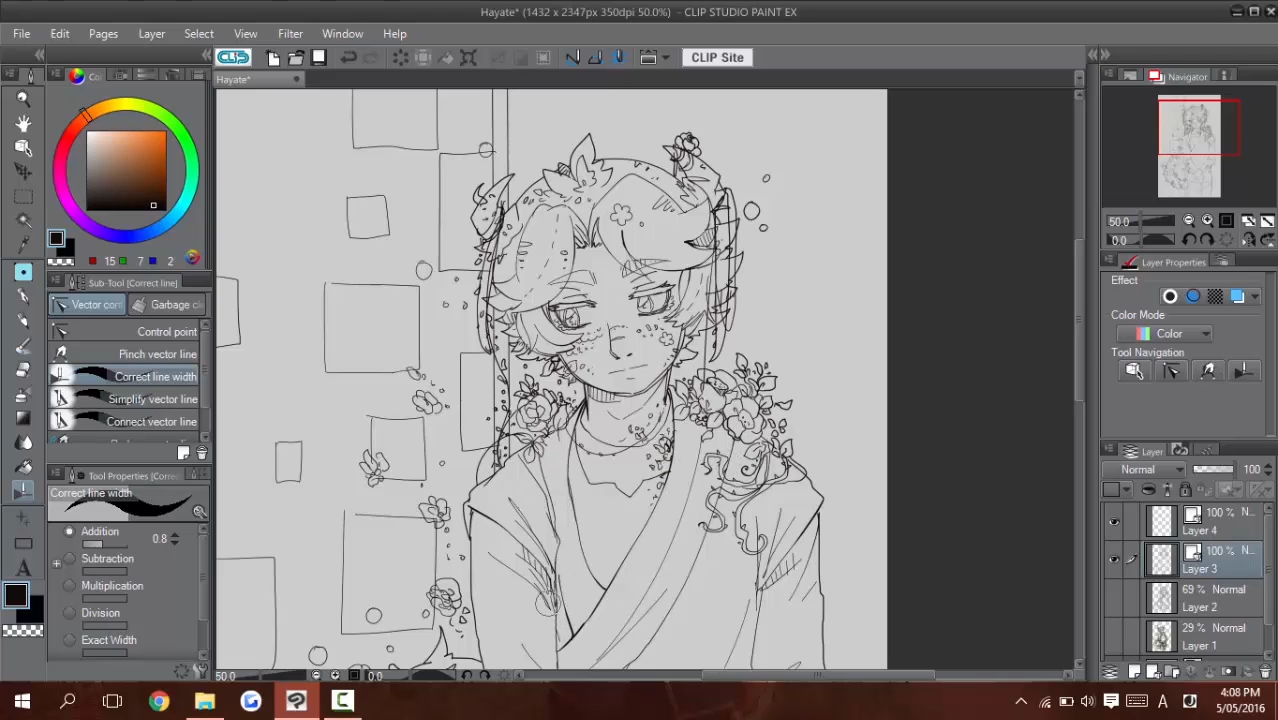 Hayate* (1432 x 2347px 350dpi 50.0%) - CLIP STUDIO PAINT EX
File Edit Pages Layer Select View Filter Window Help
CLIP
CLIP Site
Co
Hayate*
Navigator
50.0
0.0
15 7 2
Sub-Tool [Correct line]
Vector con
Garbage c
Control point
Pinch vector line
Correct line width
Simplify vector line
Connect vector line
Tool Properties [Correc
Correct line width
Addition
0.8
Subtraction
Multiplication
Division
Exact Width
Layer Properties
Effect
Color Mode
Color
Tool Navigation
Layer
Normal 100
100 % N...
Layer 4
100 % N...
Layer 3
69 % Normal
Layer 2
29 % Normal
Layer 1
50.0 0.0
A
4:08 PM
5/05/2016